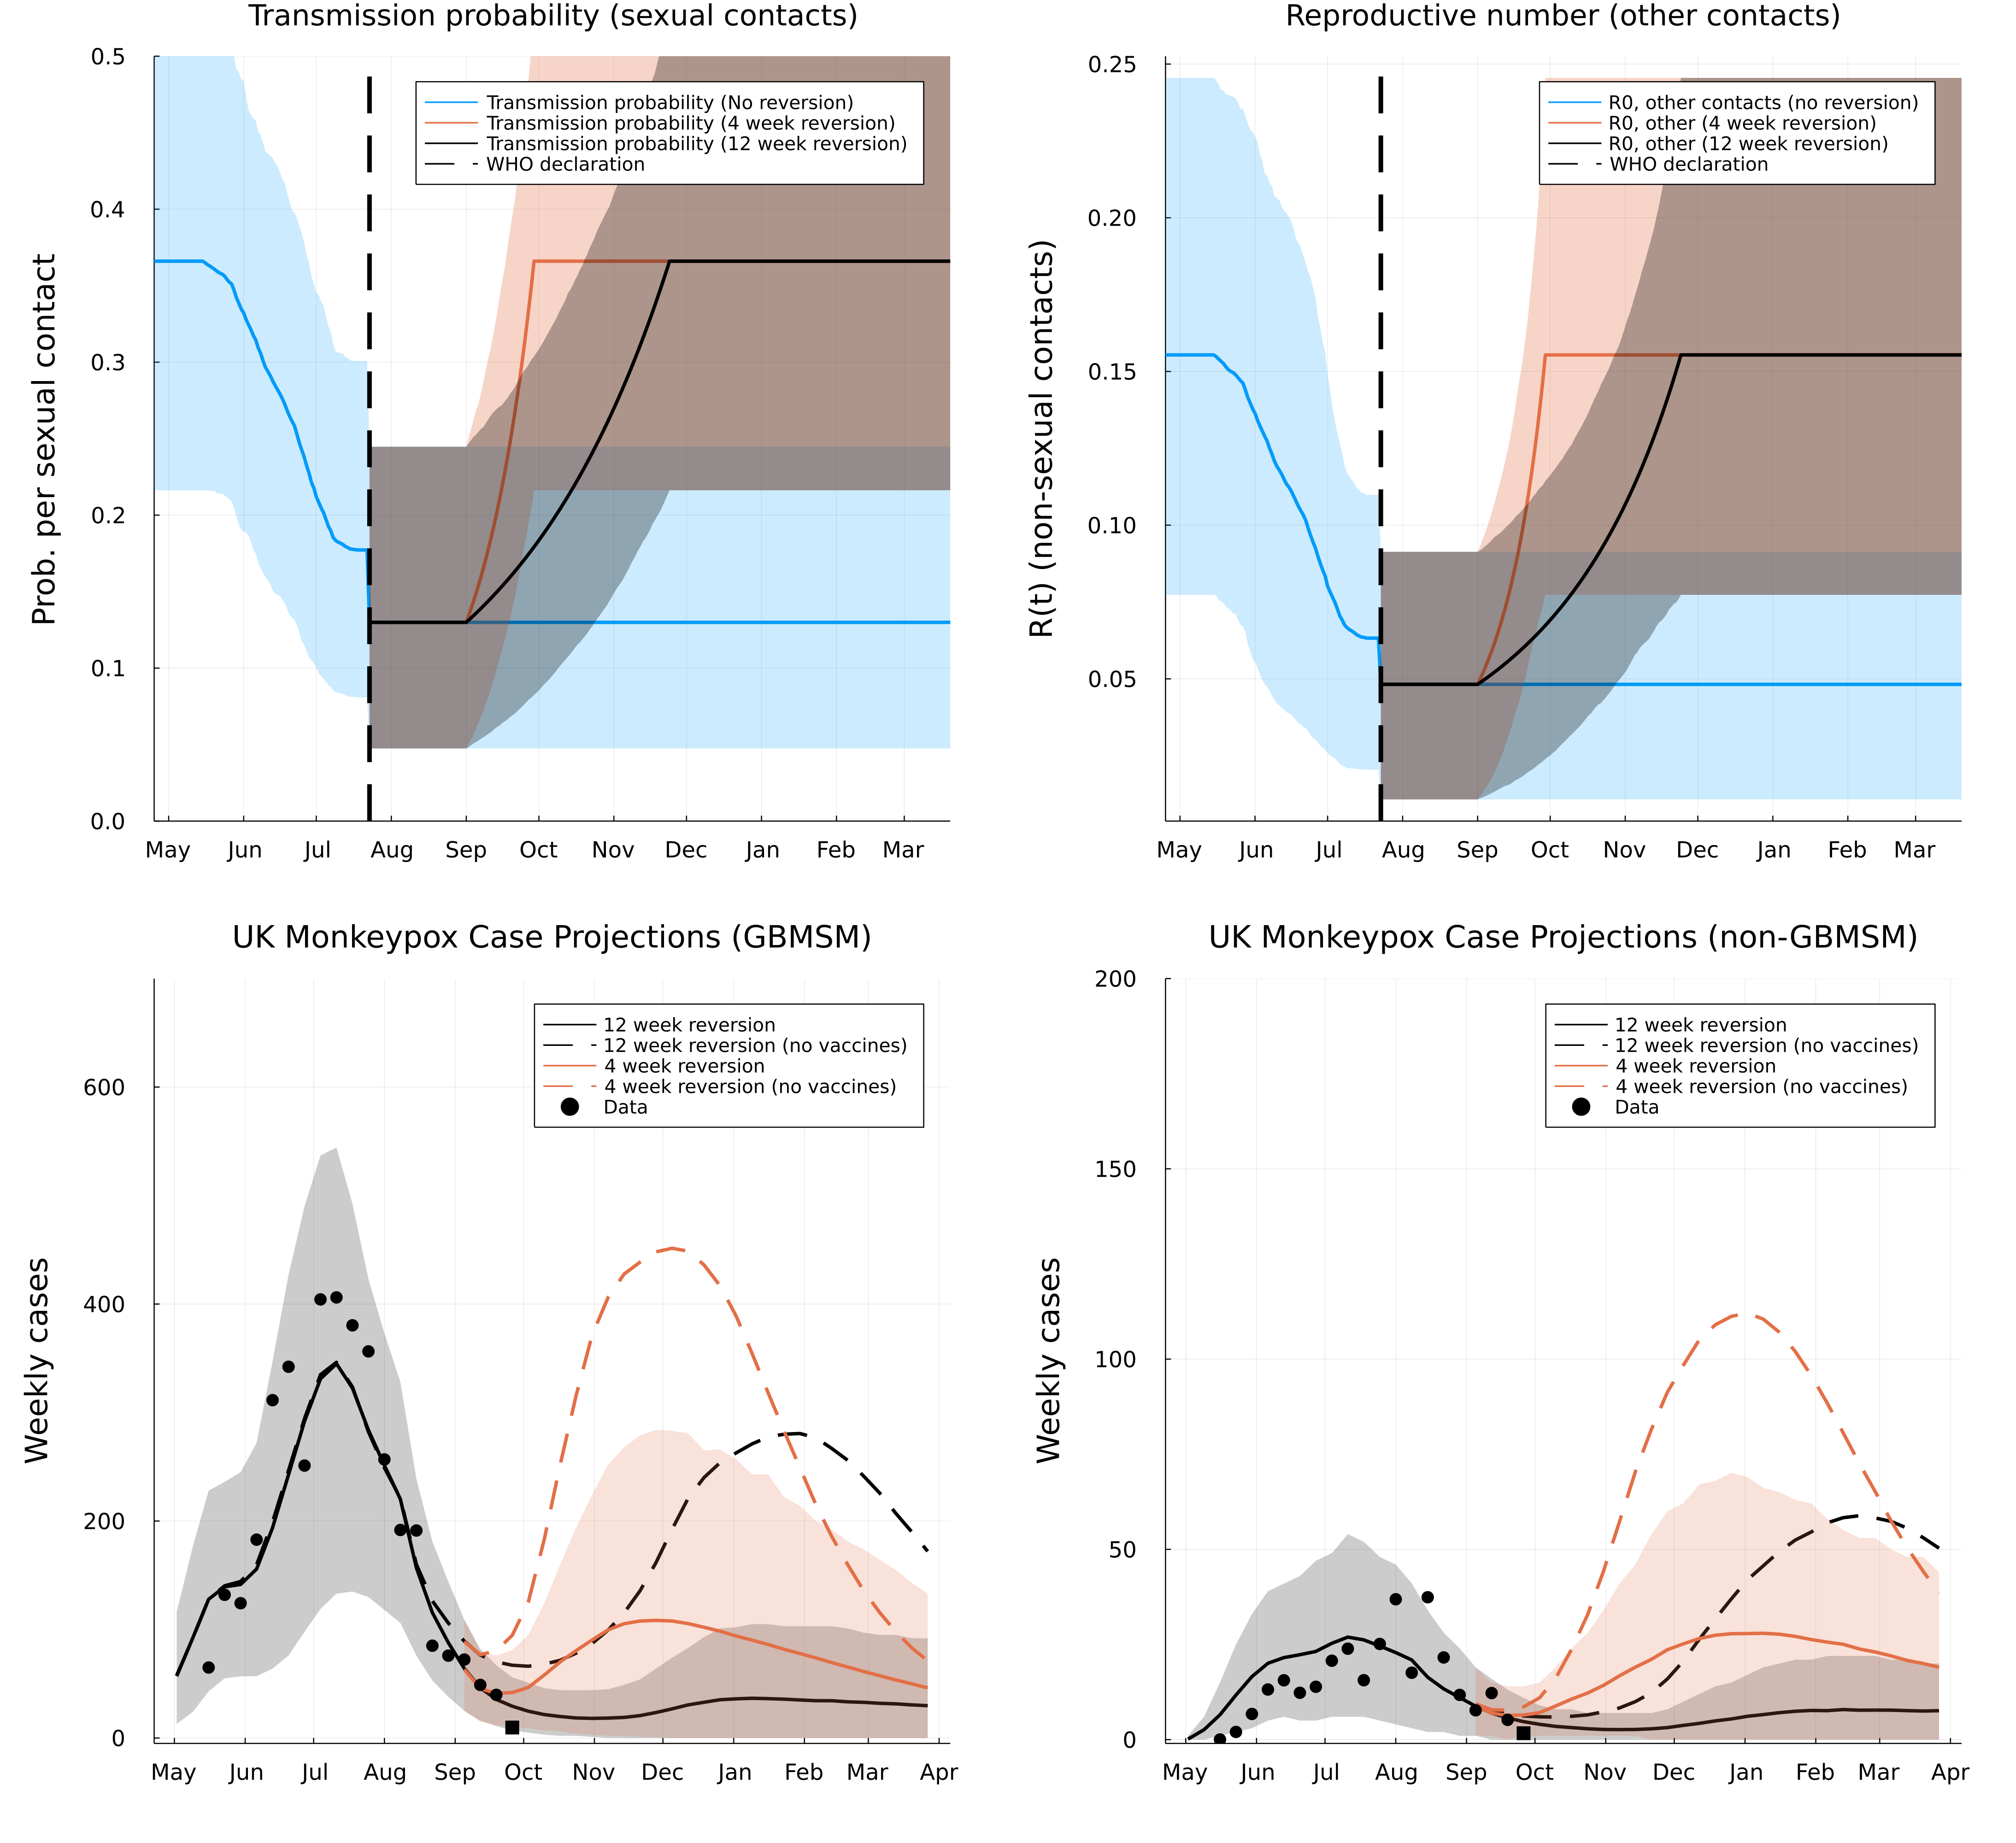 Transmission probability (sexual contacts)
Prob. per sexual contact
0.5
0.4
0.3
0.2
0.1
0.0
Transmission probability (No reversion)
Transmission probability (4 week reversion)
Transmission probability (12 week reversion)
WHO declaration
May Jun Jul Aug Sep Oct Nov Dec Jan Feb Mar
Reproductive number (other contacts)
R(t) (non-sexual contacts)
0.25
0.20
0.15
0.10
0.05
R0, other contacts (no reversion)
R0, other (4 week reversion)
R0, other (12 week reversion)
WHO declaration
May Jun Jul Aug Sep Oct Nov Dec Jan Feb Mar
UK Monkeypox Case Projections (GBMSM)
Weekly cases
600
400
200
0
12 week reversion
12 week reversion (no vaccines)
4 week reversion
4 week reversion (no vaccines)
Data
May Jun Jul Aug Sep Oct Nov Dec Jan Feb Mar Apr
UK Monkeypox Case Projections (non-GBMSM)
Weekly cases
200
150
100
50
0
12 week reversion
12 week reversion (no vaccines)
4 week reversion
4 week reversion (no vaccines)
Data
May Jun Jul Aug Sep Oct Nov Dec Jan Feb Mar Apr